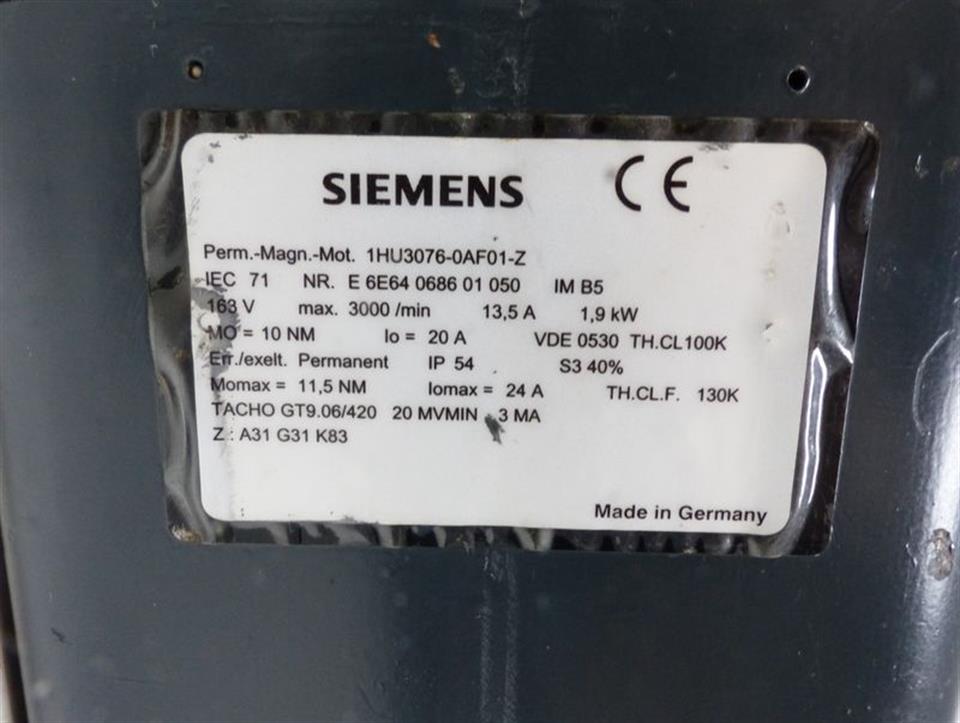 SIEMENS CE
Perm.-Magn.-Mot. 1HU3076-0AF01-Z
IEC 71 NR. E 6E64 0686 01 050 IM B5
163 V max. 3000 /min 13,5 A 1,9 kW
MO = 10 NM Io = 20 A VDE 0530 TH.CL100K
Err./exelt. Permanent IP 54 S3 40%
Momax = 11,5 NM Iomax = 24 A TH.CL.F. 130K
TACHO GT9.06/420 20 MVMIN 3 MA
Z : A31 G31 K83
Made in Germany